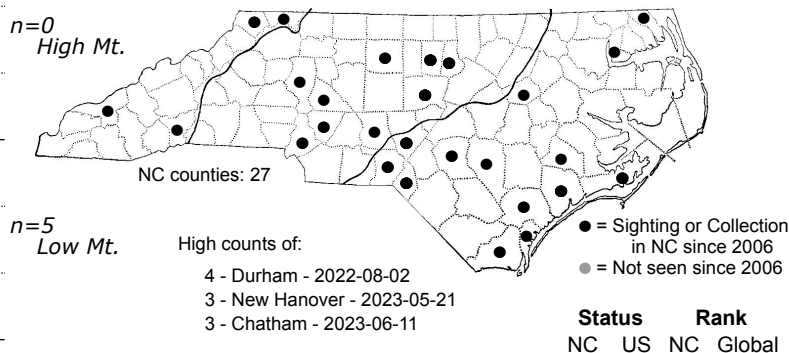 n=0
High Mt.
NC counties: 27
n=5
Low Mt.
High counts of:
4 - Durham - 2022-08-02
3 - New Hanover - 2023-05-21
3 - Chatham - 2023-06-11
● = Sighting or Collection
in NC since 2006
● = Not seen since 2006
Status Rank
NC US NC Global